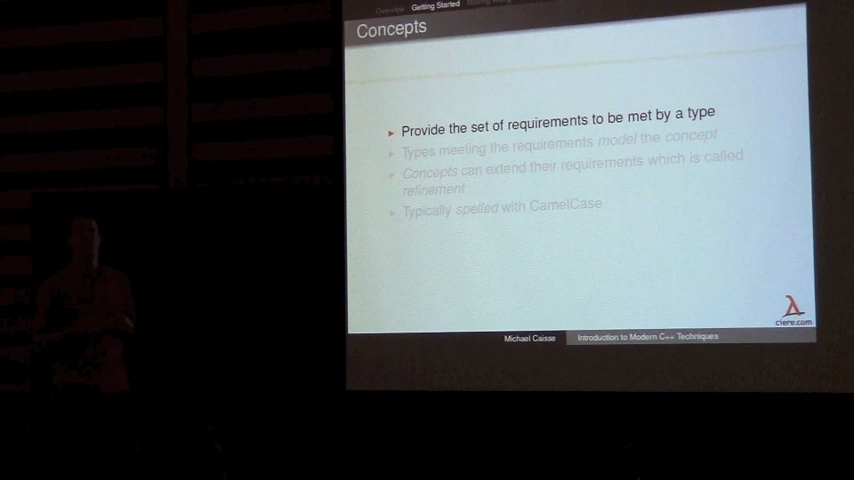 Overview Getting Started
Concepts
Provide the set of requirements to be met by a type
Types meeting the requirements model the concept
Concepts can extend their requirements which is called
refinement
Typically spelled with CamelCase
ciere.com
Michael Caisse Introduction to Modern C++ Techniques